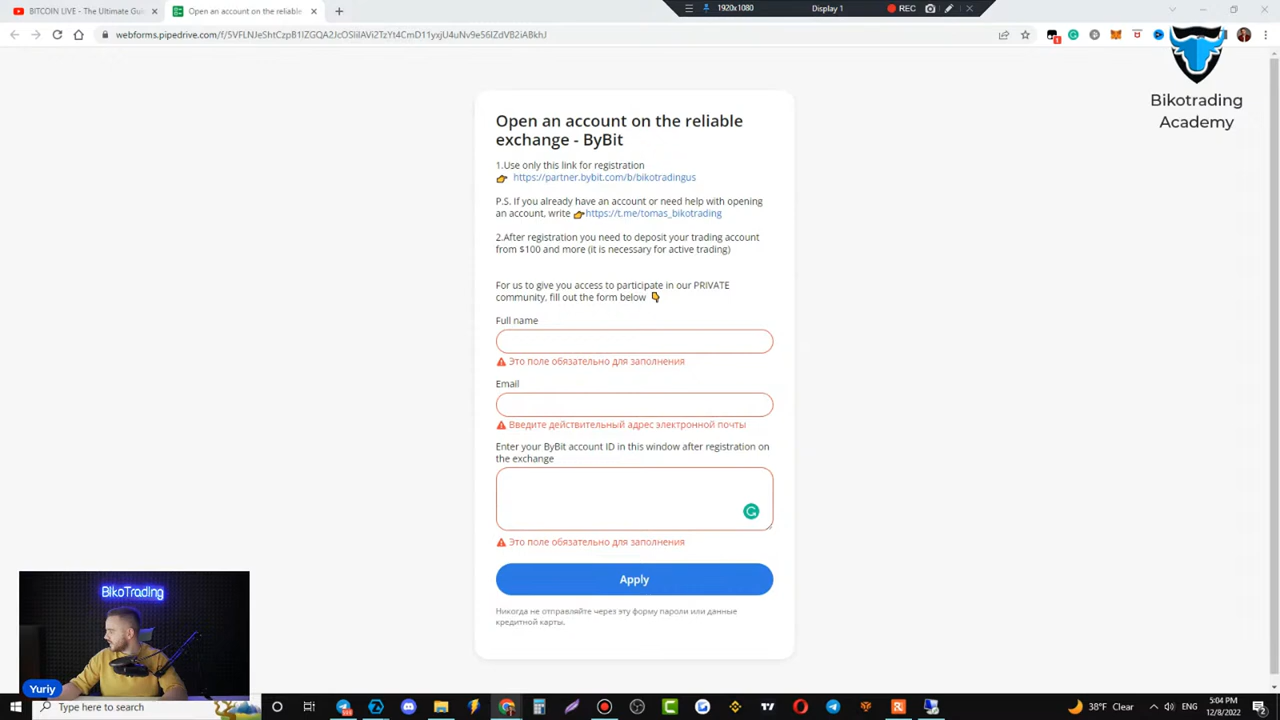 BITCOIN LIVE - The Ultimate Gui
Open an account on the reliable
1920x1080
Display 1
REC
webforms.pipedrive.com/f/5VFLNJeShtCzpB1IZGQA2JcOSIiIAVi2TzYt4CmD11yxjU4uNv9e56IZdVB2iABkhJ
Bikotrading
Academy
Open an account on the reliable
exchange - ByBit
1.Use only this link for registration
👉 https://partner.bybit.com/b/bikotradingus
P.S. If you already have an account or need help with opening
an account, write 👉https://t.me/tomas_bikotrading
2.After registration you need to deposit your trading account
from $100 and more (it is necessary for active trading)
For us to give you access to participate in our PRIVATE
community, fill out the form below 👇
Full name
Это поле обязательно для заполнения
Email
Введите действительный адрес электронной почты
Enter your ByBit account ID in this window after registration on
the exchange
Это поле обязательно для заполнения
Apply
Никогда не отправляйте через эту форму пароли или данные
кредитной карты.
BIkoTrading
Yuriy
Type here to search
38°F Clear
5:04 PM
12/8/2022